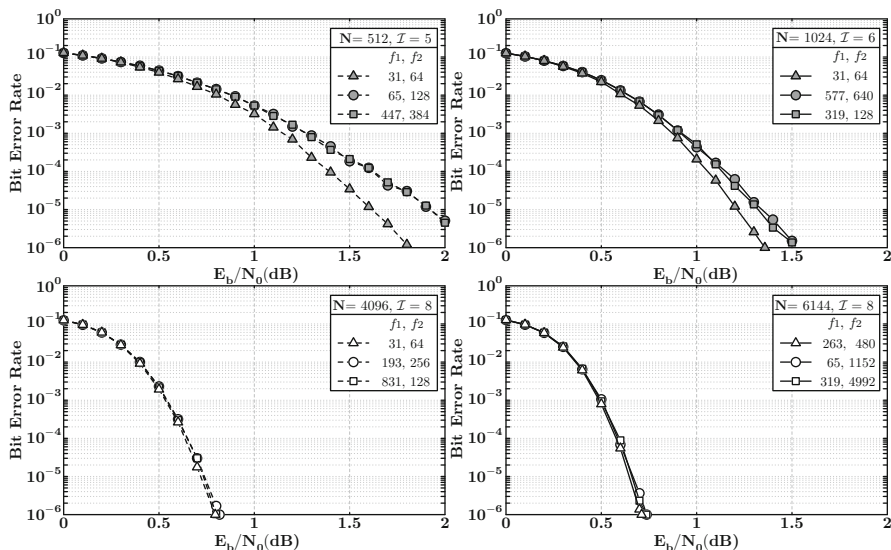 N= 512, I = 5
f1, f2
31, 64
65, 128
447, 384
10^0
10^-1
10^-2
10^-3
10^-4
10^-5
10^-6
Bit Error Rate
0 0.5 1 1.5 2
E_b/N_0(dB)
N= 1024, I = 6
f1, f2
31, 64
577, 640
319, 128
10^0
10^-1
10^-2
10^-3
10^-4
10^-5
10^-6
Bit Error Rate
0 0.5 1 1.5 2
E_b/N_0(dB)
N= 4096, I = 8
f1, f2
31, 64
193, 256
831, 128
10^0
10^-1
10^-2
10^-3
10^-4
10^-5
10^-6
Bit Error Rate
0 0.5 1 1.5 2
E_b/N_0(dB)
N= 6144, I = 8
f1, f2
263, 480
65, 1152
319, 4992
10^0
10^-1
10^-2
10^-3
10^-4
10^-5
10^-6
Bit Error Rate
0 0.5 1 1.5 2
E_b/N_0(dB)